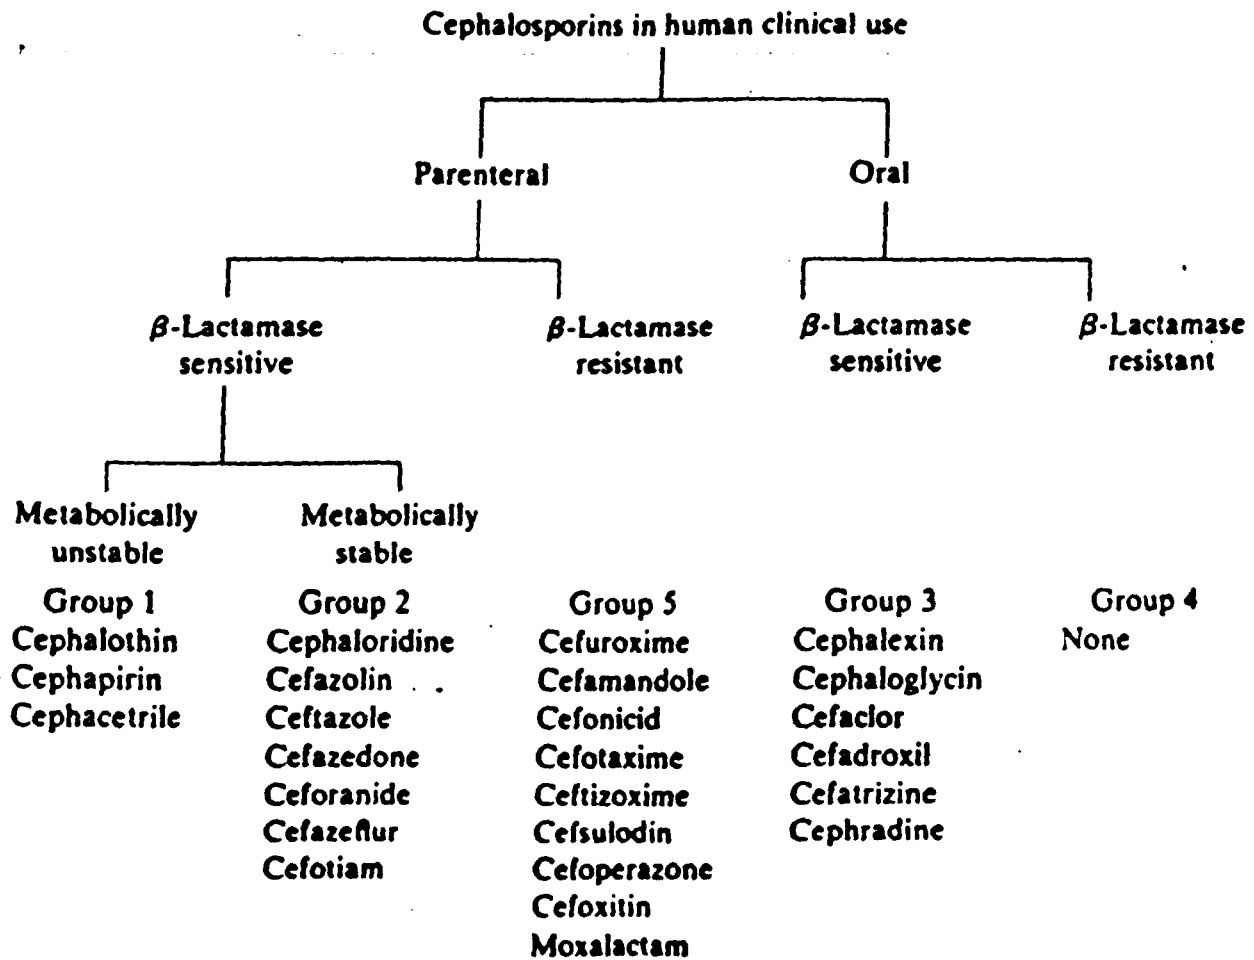 Cephalosporins in human clinical use
Parenteral
Oral
β-Lactamase
sensitive
β-Lactamase
resistant
β-Lactamase
sensitive
β-Lactamase
resistant
Metabolically
unstable
Metabolically
stable
Group 1
Cephalothin
Cephapirin
Cephacetrile
Group 2
Cephaloridine
Cefazolin
Ceftazole
Cefazedone
Ceforanide
Cefazeflur
Cefotiam
Group 5
Cefuroxime
Cefamandole
Cefonicid
Cefotaxime
Ceftizoxime
Cefsulodin
Cefoperazone
Cefoxitin
Moxalactam
Group 3
Cephalexin
Cephaloglycin
Cefaclor
Cefadroxil
Cefatrizine
Cephradine
Group 4
None